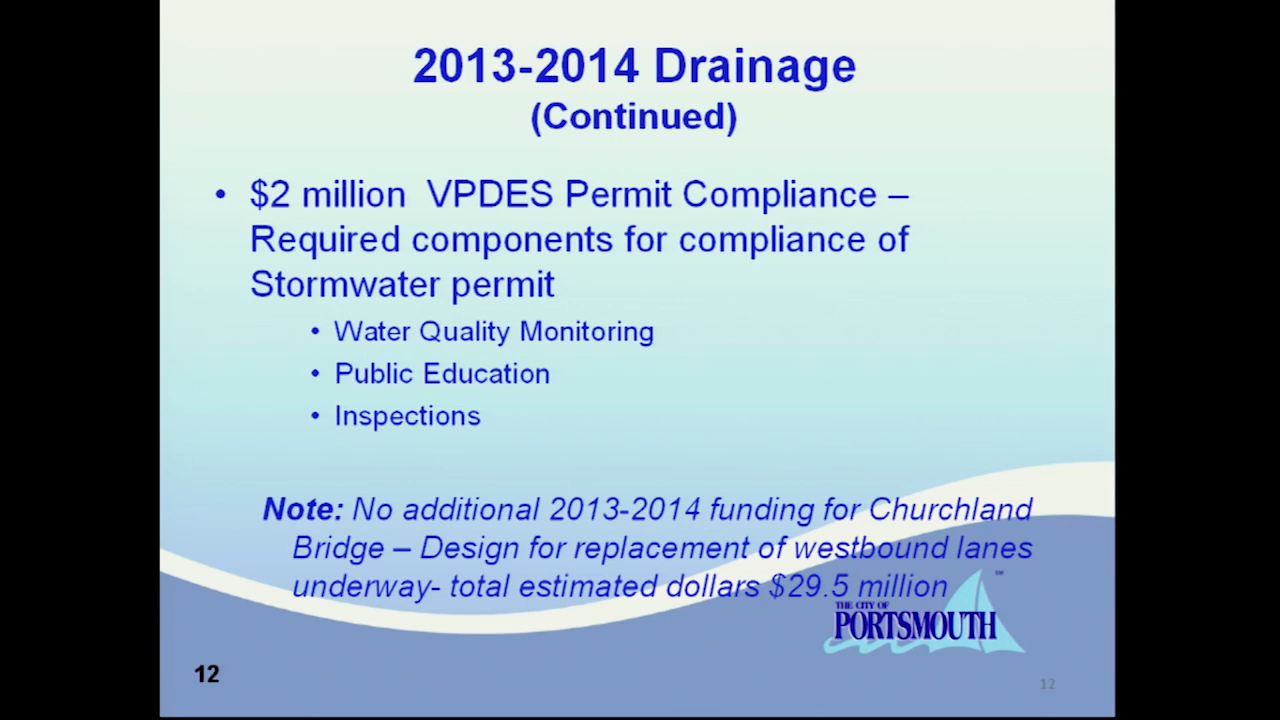 2013-2014 Drainage
(Continued)
• $2 million VPDES Permit Compliance –
Required components for compliance of
Stormwater permit
• Water Quality Monitoring
• Public Education
• Inspections
Note: No additional 2013-2014 funding for Churchland
Bridge – Design for replacement of westbound lanes
underway- total estimated dollars $29.5 million
THE CITY OF
PORTSMOUTH
™
12
12